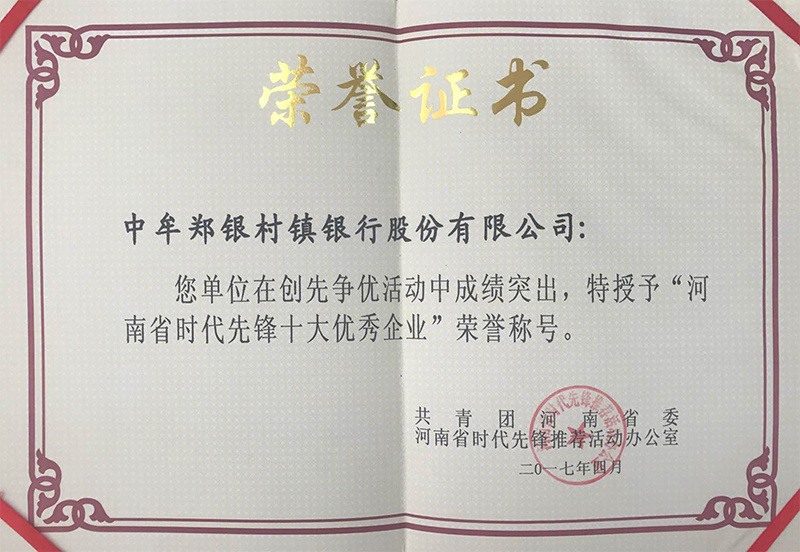 荣誉证书
中牟郑银村镇银行股份有限公司:
您单位在创先争优活动中成绩突出，特授予“河
南省时代先锋十大优秀企业”荣誉称号。
共青团河南省委
河南省时代先锋推荐活动办公室
二0一七年四月